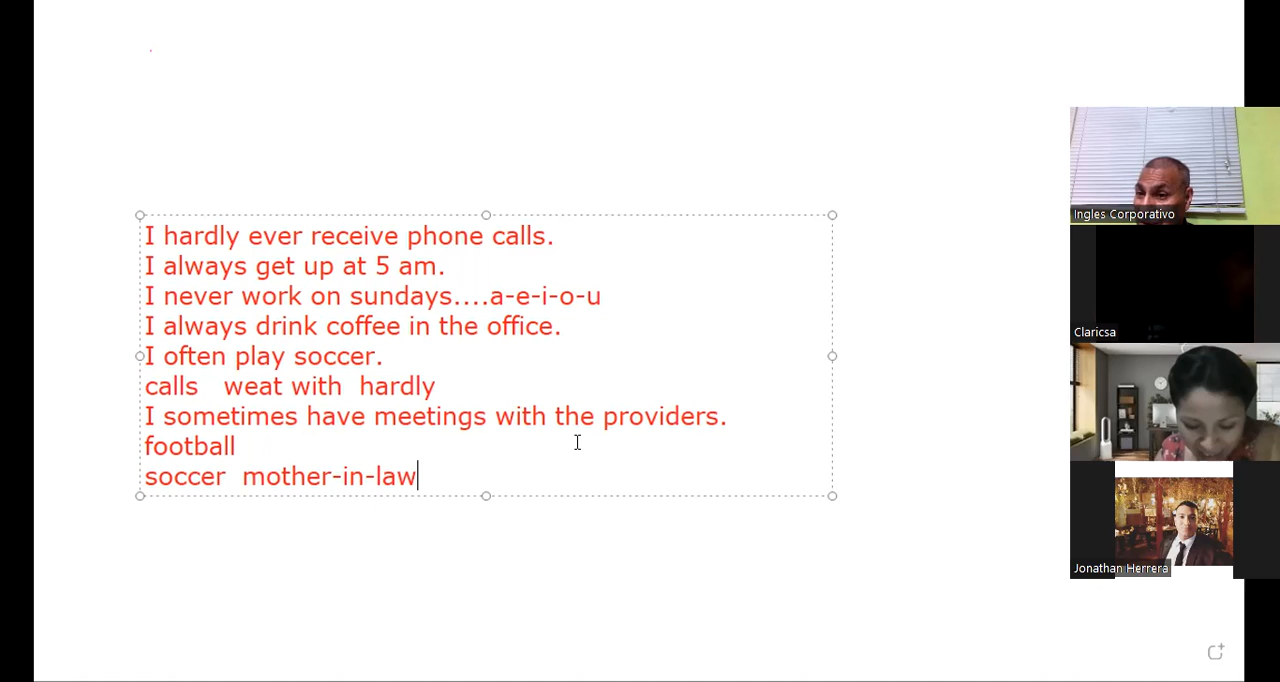 I hardly ever receive phone calls.
I always get up at 5 am.
I never work on sundays....a-e-i-o-u
I always drink coffee in the office.
I often play soccer.
calls weat with hardly
I sometimes have meetings with the providers.
football
soccer mother-in-law
Ingles Corporativo
Claricsa
Jonathan Herrera